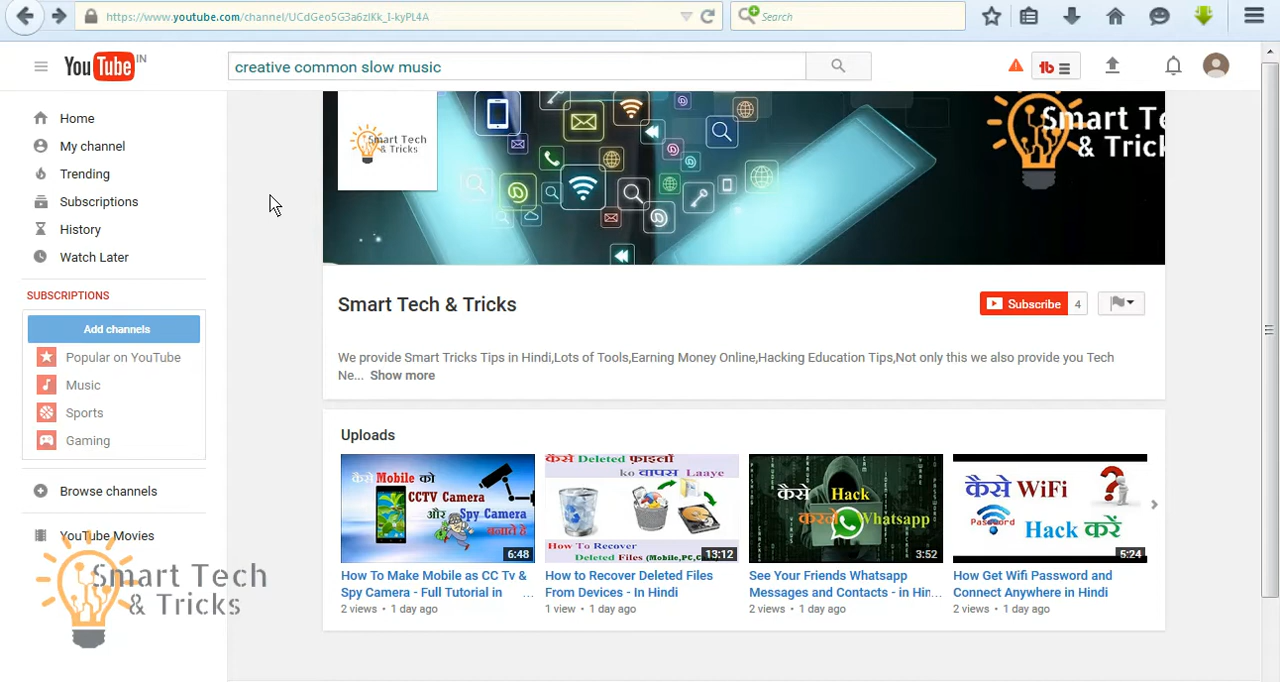 https://www.youtube.com/channel/UCdGeo5G3a6zlKk_I-kyPL4A
Search
YouTube IN
creative common slow music
Home
My channel
Trending
Subscriptions
History
Watch Later
SUBSCRIPTIONS
Add channels
Popular on YouTube
Music
Sports
Gaming
Browse channels
YouTube Movies
Smart Tech
& Tricks
Smart Tech
& Tricks
Smart Te
& Trick
Smart Tech & Tricks
Subscribe 4
We provide Smart Tricks Tips in Hindi,Lots of Tools,Earning Money Online,Hacking Education Tips,Not only this we also provide you Tech
Ne... Show more
Uploads
कैसे Mobile को
CCTV Camera
और Spy Camera
बनाते है
6:48
How To Make Mobile as CC Tv &
Spy Camera - Full Tutorial in ...
2 views • 1 day ago
कैसे Deleted फ़ाइलों
ko वापस Laaye
How To Recover
Deleted Files (Mobile,PC,
13:12
How to Recover Deleted Files
From Devices - In Hindi
1 view • 1 day ago
कैसे Hack
करे Whatsapp
3:52
See Your Friends Whatsapp
Messages and Contacts - in Hin...
2 views • 1 day ago
कैसे WiFi
Password
Hack करें
5:24
How Get Wifi Password and
Connect Anywhere in Hindi
2 views • 1 day ago